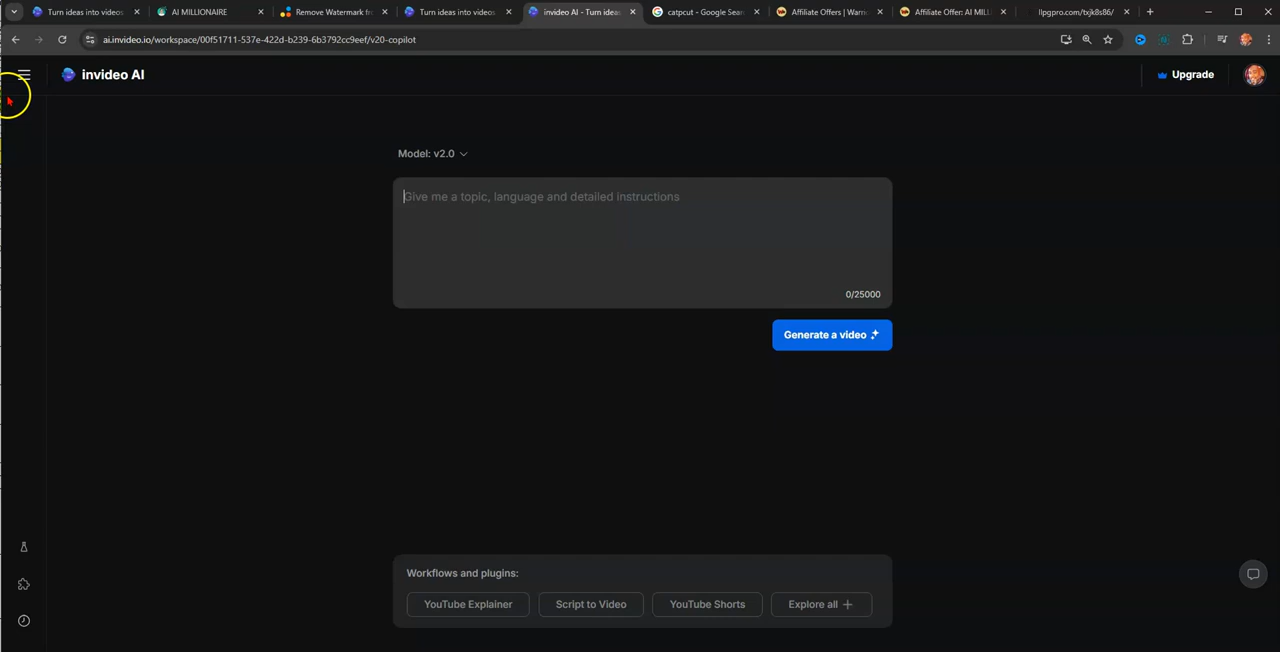 Turn ideas into videos
AI MILLIONAIRE
Remove Watermark fr
Turn ideas into videos
invideo AI - Turn ideas
catpcut - Google Sear
Affiliate Offers | Warri
Affiliate Offer: AI MILL
llpgpro.com/txjk8s86/
ai.invideo.io/workspace/00f51711-537e-422d-b239-6b3792cc9eef/v20-copilot
invideo AI
Upgrade
Model: v2.0
Give me a topic, language and detailed instructions
0/25000
Generate a video
Workflows and plugins:
YouTube Explainer
Script to Video
YouTube Shorts
Explore all